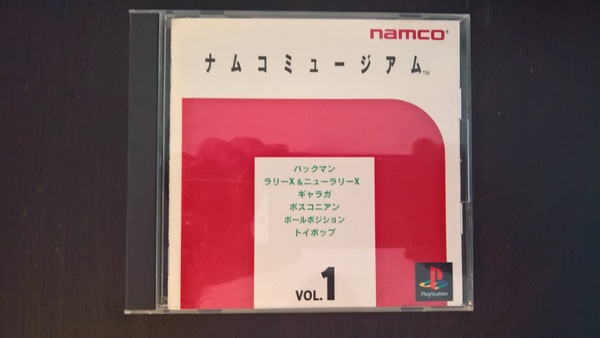 namco®
ナムコミュージアム™
パックマン
ラリーX&ニューラリーX
ギャラガ
ボスコニアン
ポールポジション
トイポップ
VOL.1
PlayStation